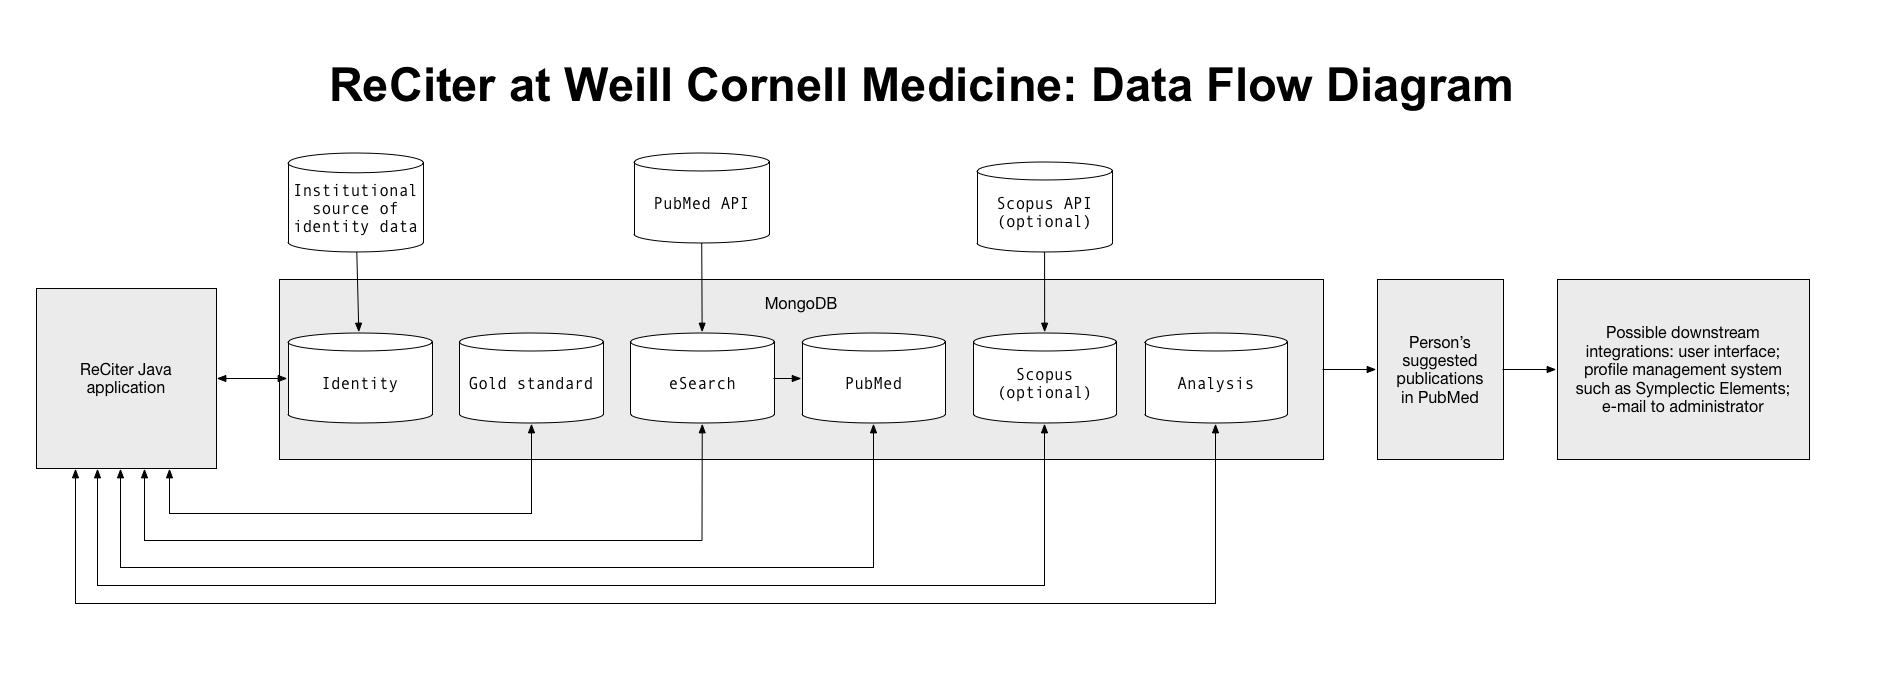 ReCiter at Weill Cornell Medicine: Data Flow Diagram
Institutional
source of
identity data
PubMed API
Scopus API
(optional)
MongoDB
ReCiter Java
application
Identity
Gold standard
eSearch
PubMed
Scopus
(optional)
Analysis
Person's
suggested
publications
in PubMed
Possible downstream
integrations: user interface;
profile management system
such as Symplectic Elements;
e-mail to administrator